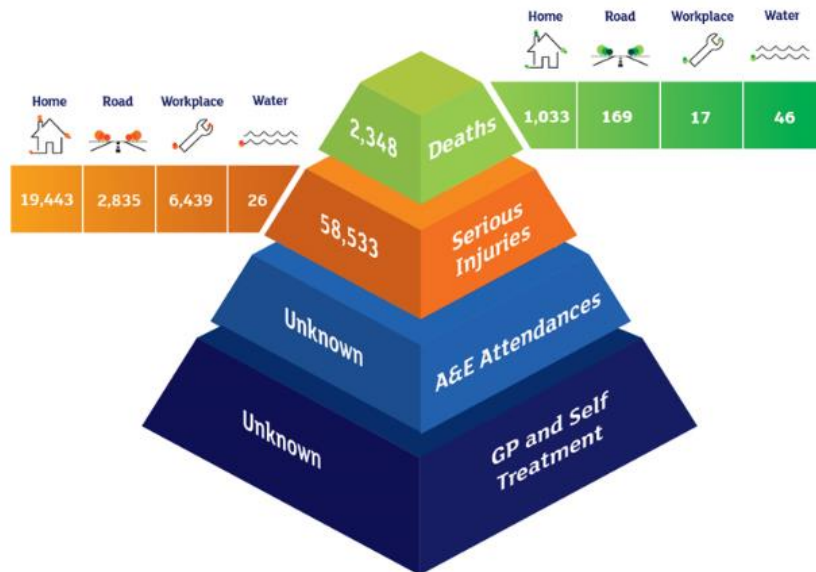 Home Road Workplace Water
1,033 169 17 46
Home Road Workplace Water
19,443 2,835 6,439 26
2,348 Deaths
58,533 Serious
Injuries
Unknown A&E Attendances
Unknown GP and Self
Treatment